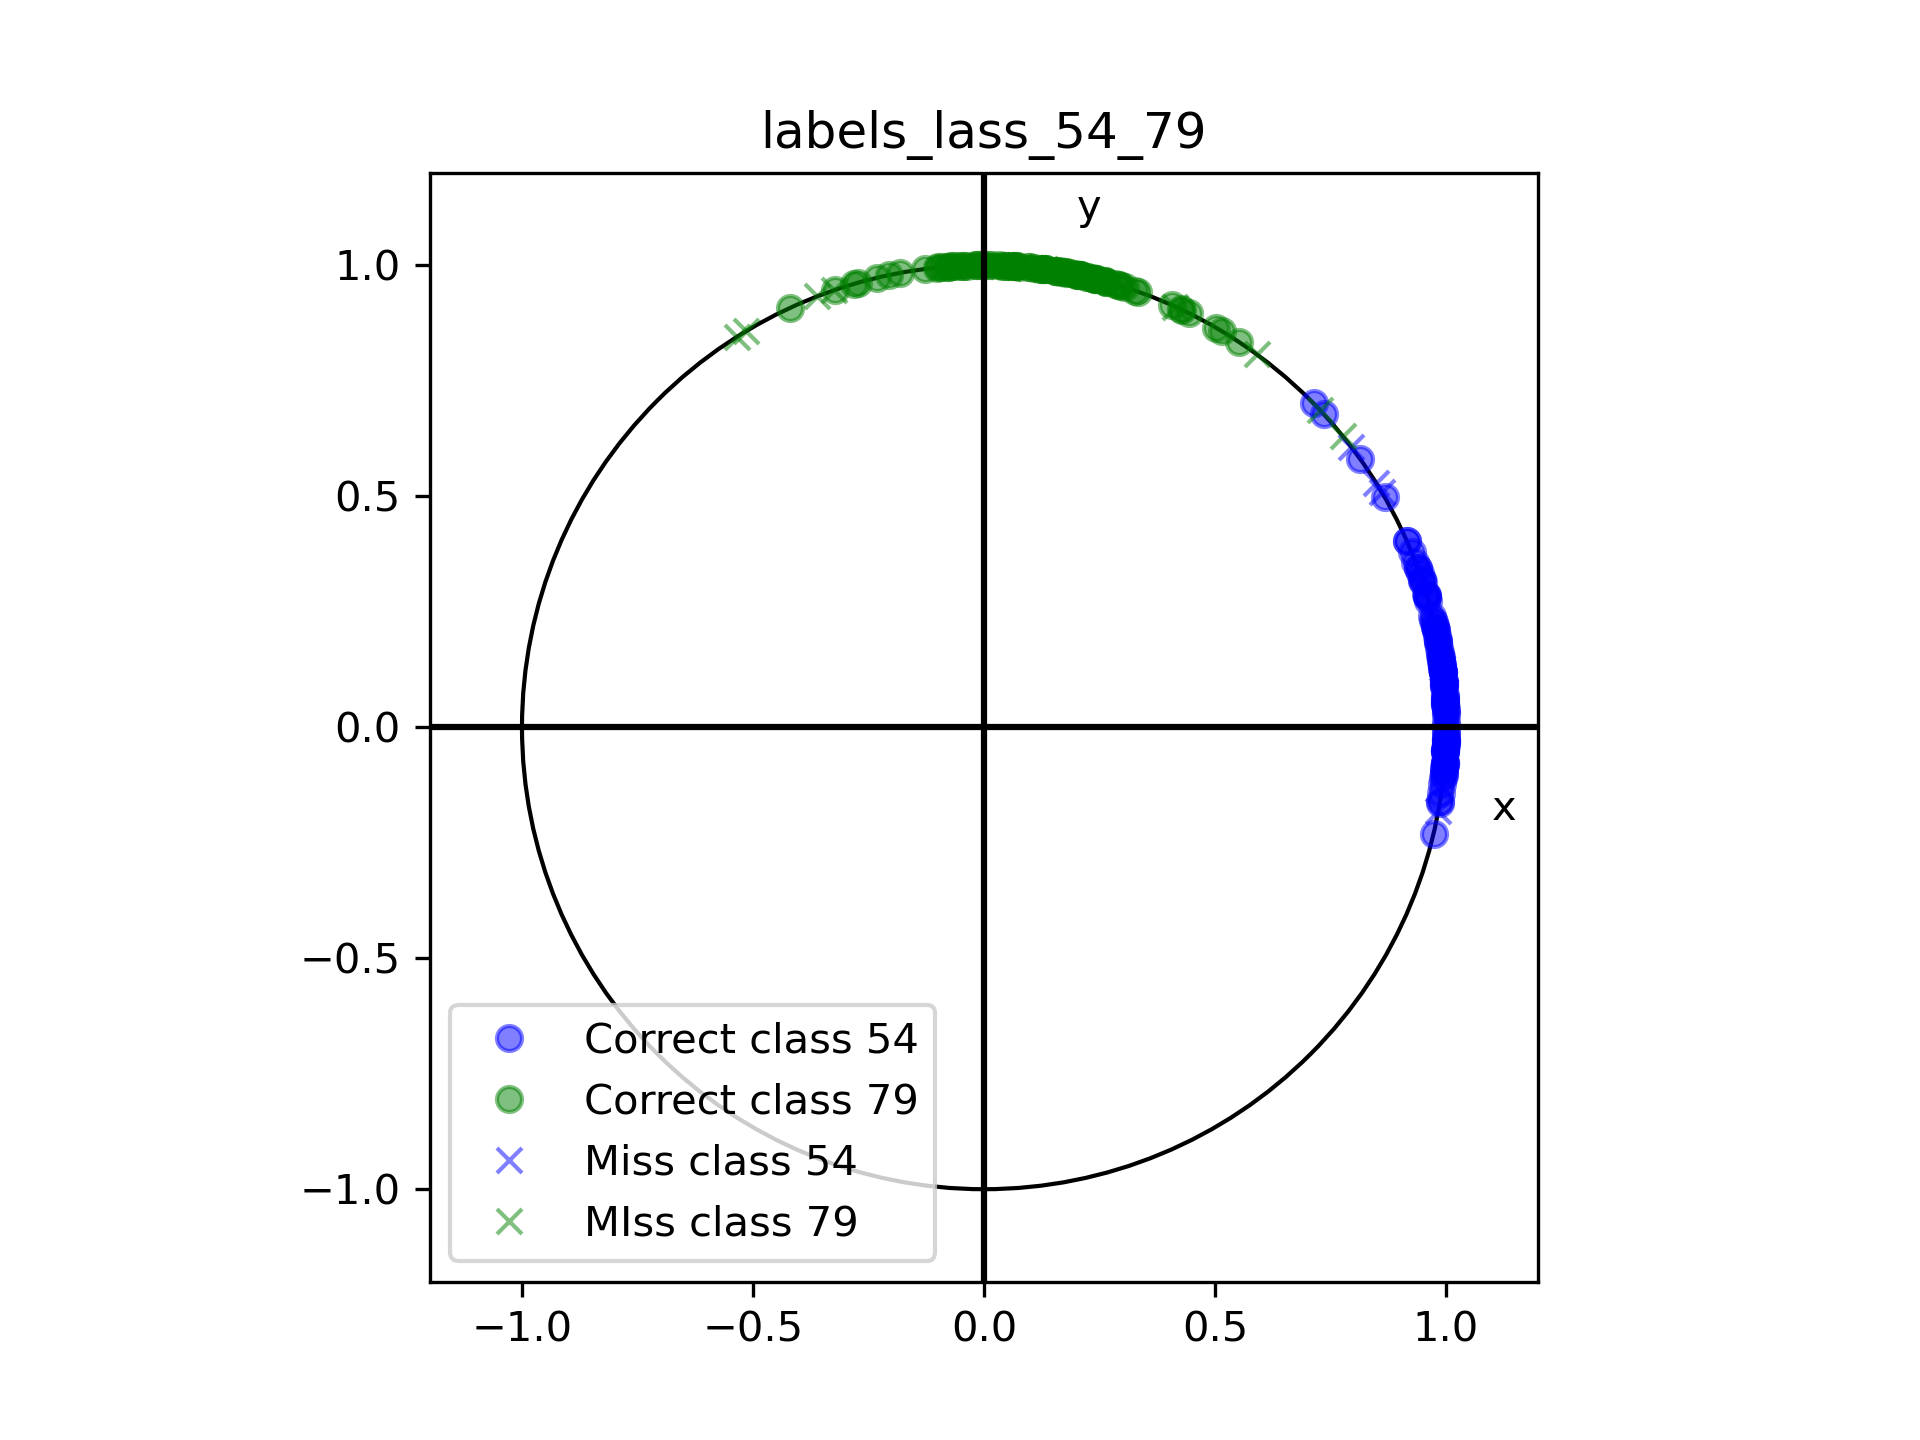 labels_lass_54_79
y
1.0
0.5
0.0
−0.5
−1.0
x
Correct class 54
Correct class 79
Miss class 54
MIss class 79
−1.0 −0.5 0.0 0.5 1.0